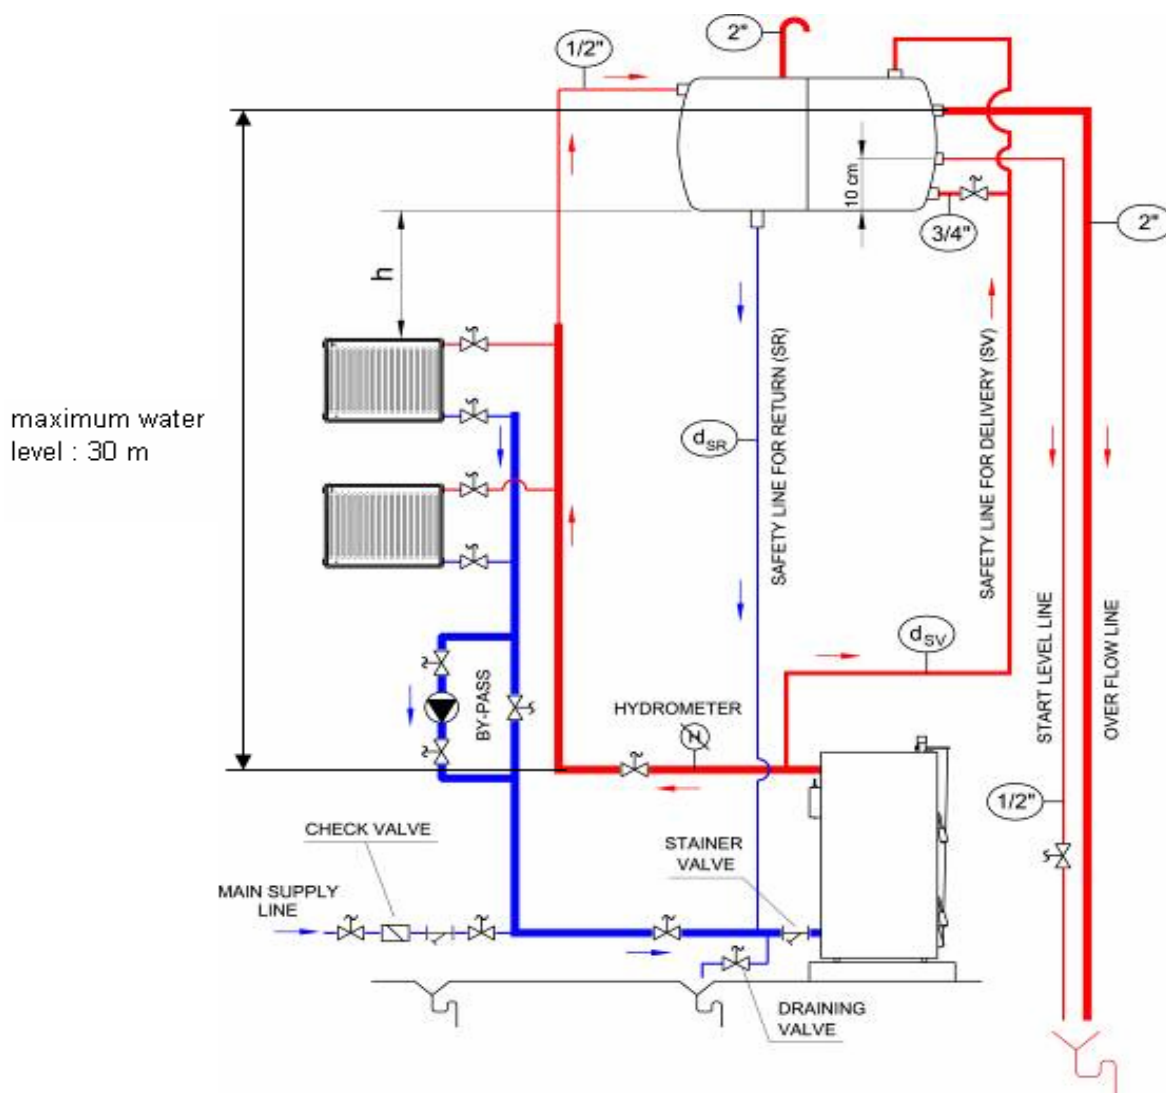 2"
1/2"
10 cm
3/4"
2"
h
maximum water
level : 30 m
dSR
SAFETY LINE FOR RETURN (SR)
SAFETY LINE FOR DELIVERY (SV)
dSV
START LEVEL LINE
OVER FLOW LINE
BY-PASS
HYDROMETER
H
1/2"
CHECK VALVE
STAINER
VALVE
MAIN SUPPLY
LINE
DRAINING
VALVE